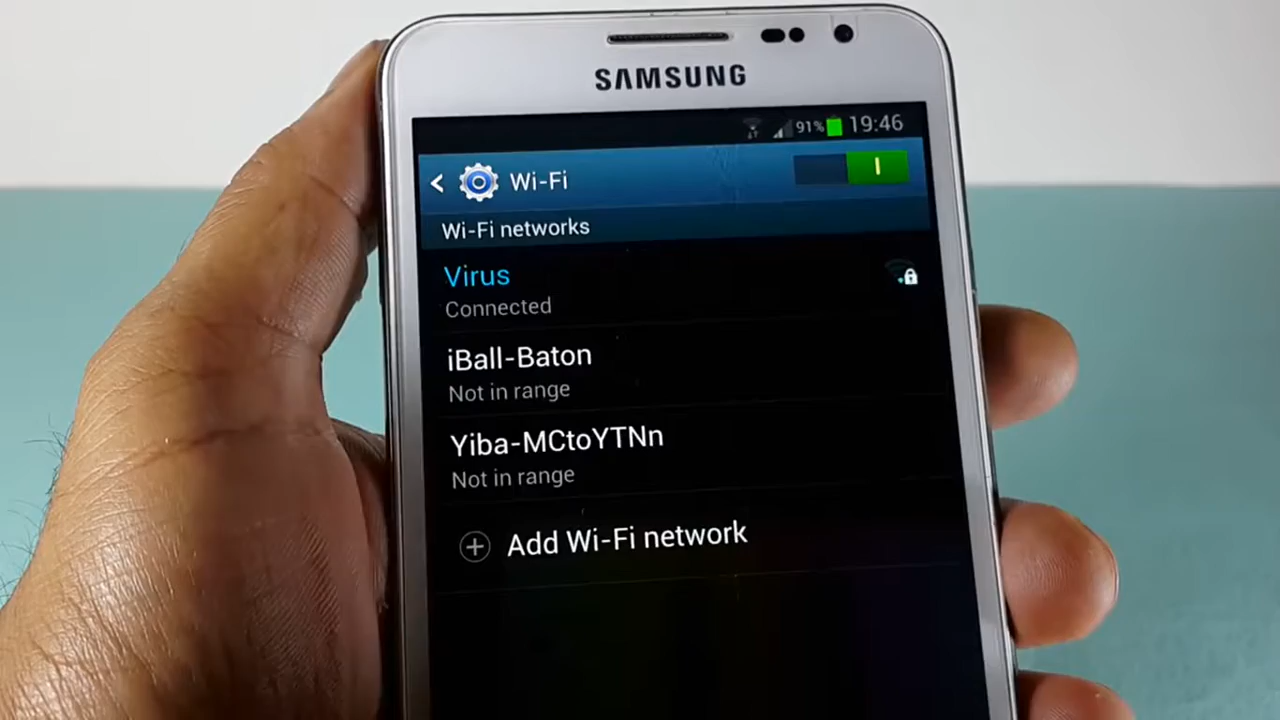 SAMSUNG
91% 19:46
Wi-Fi
Wi-Fi networks
Virus
Connected
iBall-Baton
Not in range
Yiba-MCtoYTNn
Not in range
Add Wi-Fi network